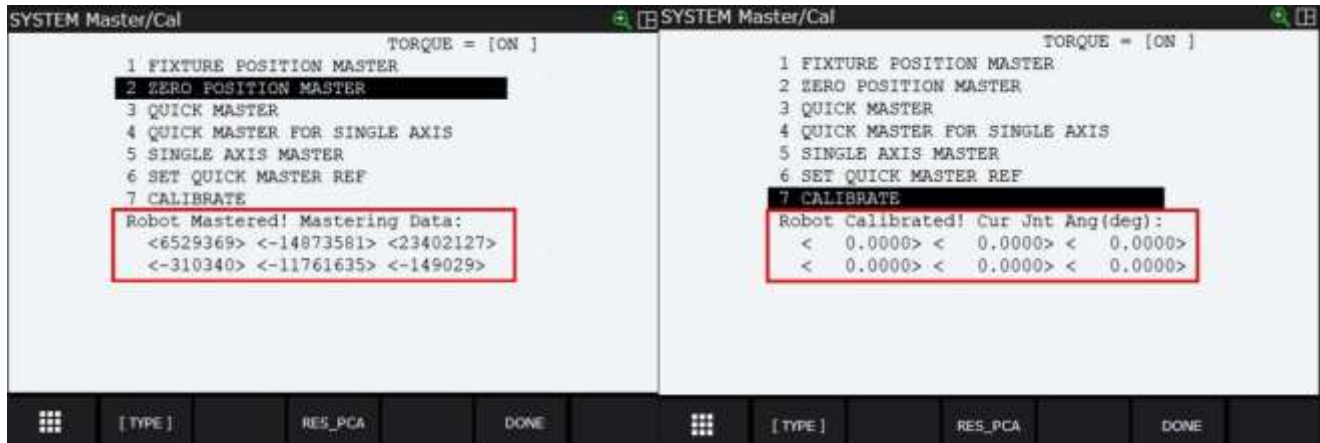 SYSTEM Master/Cal
TORQUE = [ON ]
1 FIXTURE POSITION MASTER
2 ZERO POSITION MASTER
3 QUICK MASTER
4 QUICK MASTER FOR SINGLE AXIS
5 SINGLE AXIS MASTER
6 SET QUICK MASTER REF
7 CALIBRATE
Robot Mastered! Mastering Data:
<6529369> <-14873581> <23402127>
<-310340> <-11761635> <-149029>
[ TYPE ] RES_PCA DONE
SYSTEM Master/Cal
TORQUE = [ON ]
1 FIXTURE POSITION MASTER
2 ZERO POSITION MASTER
3 QUICK MASTER
4 QUICK MASTER FOR SINGLE AXIS
5 SINGLE AXIS MASTER
6 SET QUICK MASTER REF
7 CALIBRATE
Robot Calibrated! Cur Jnt Ang(deg):
< 0.0000> < 0.0000> < 0.0000>
< 0.0000> < 0.0000> < 0.0000>
[ TYPE ] RES_PCA DONE